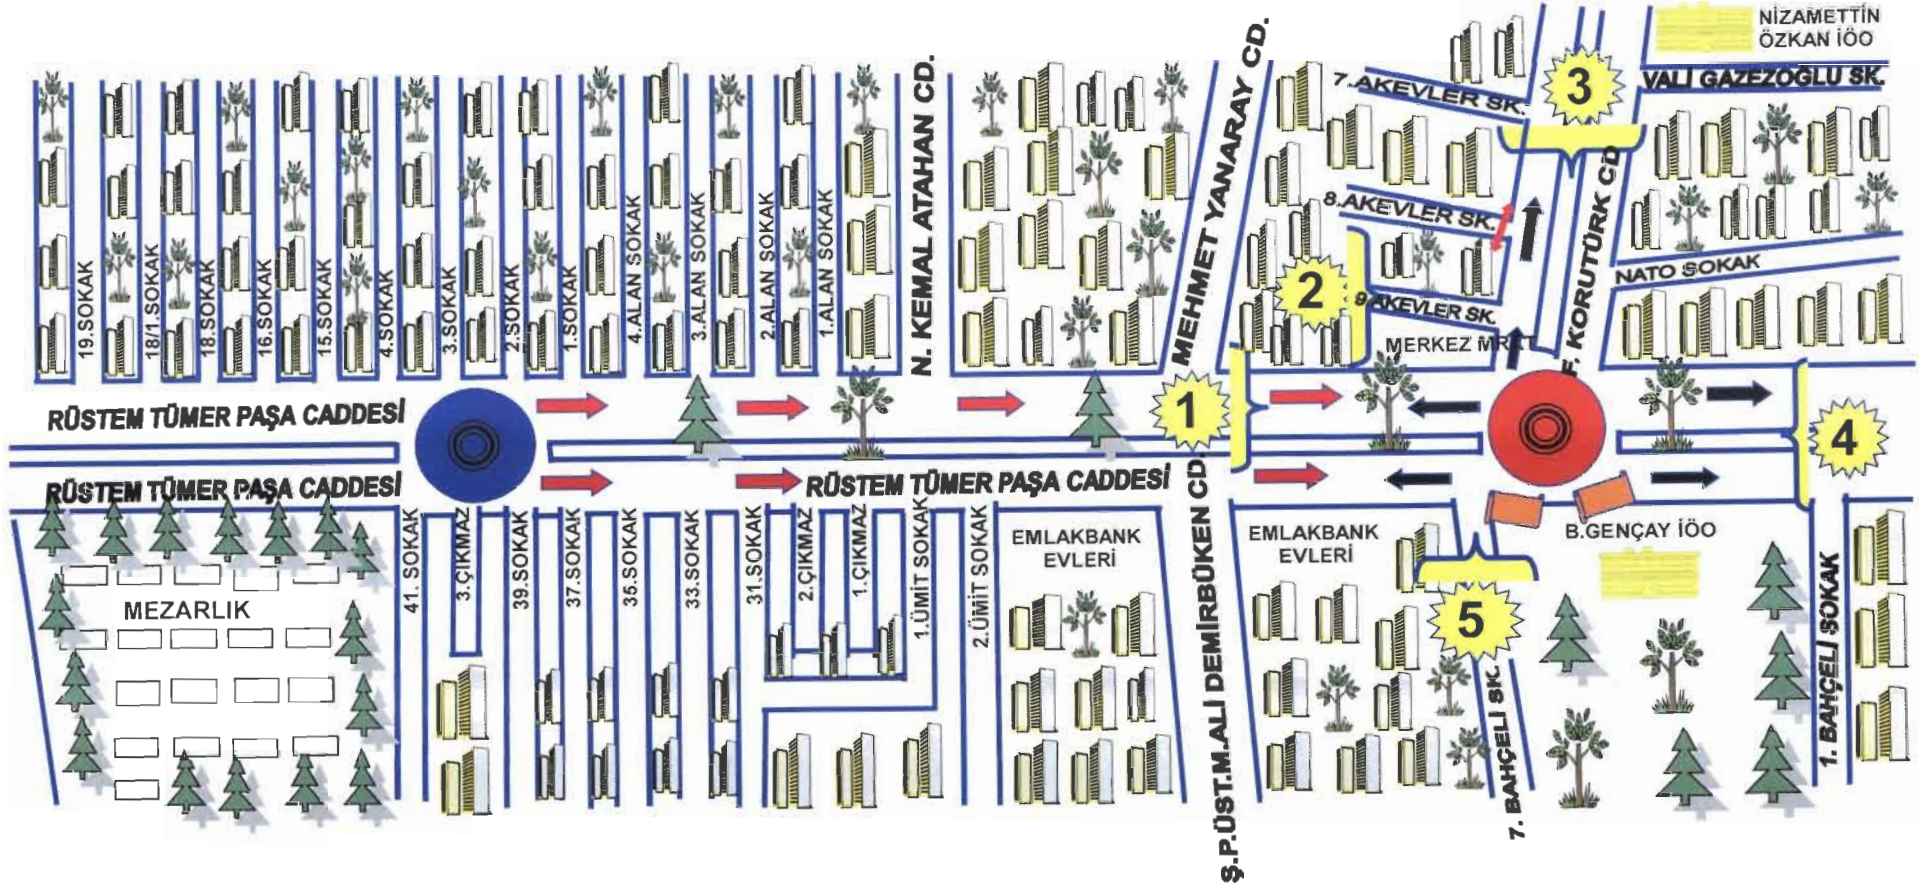 NİZAMETTİN
ÖZKAN İÖO
VALİ GAZEZOĞLU SK.
7.AKEVLER SK.
3
8.AKEVLER SK.
F. KORUTÜRK CD
NATO SOKAK
2
9.AKEVLER SK.
MERKEZ MRKT
N. KEMAL ATAHAN CD.
MEHMET YANARAY CD.
19.SOKAK
18/1.SOKAK
18.SOKAK
16.SOKAK
15.SOKAK
4.SOKAK
3.SOKAK
2.SOKAK
1.SOKAK
4.ALAN SOKAK
3.ALAN SOKAK
2.ALAN SOKAK
1.ALAN SOKAK
RÜSTEM TÜMER PAŞA CADDESİ
1
4
RÜSTEM TÜMER PAŞA CADDESİ
RÜSTEM TÜMER PAŞA CADDESİ
41. SOKAK
3.ÇIKMAZ
39.SOKAK
37.SOKAK
35.SOKAK
33.SOKAK
31.SOKAK
2.ÇIKMAZ
1.ÇIKMAZ
1.ÜMİT SOKAK
2.ÜMİT SOKAK
EMLAKBANK
EVLERİ
Ş.P.ÜST.M.ALİ DEMİRBÜKEN CD.
EMLAKBANK
EVLERİ
B.GENÇAY İÖO
MEZARLIK
5
7. BAHÇELİ SK.
1. BAHÇELİ SOKAK